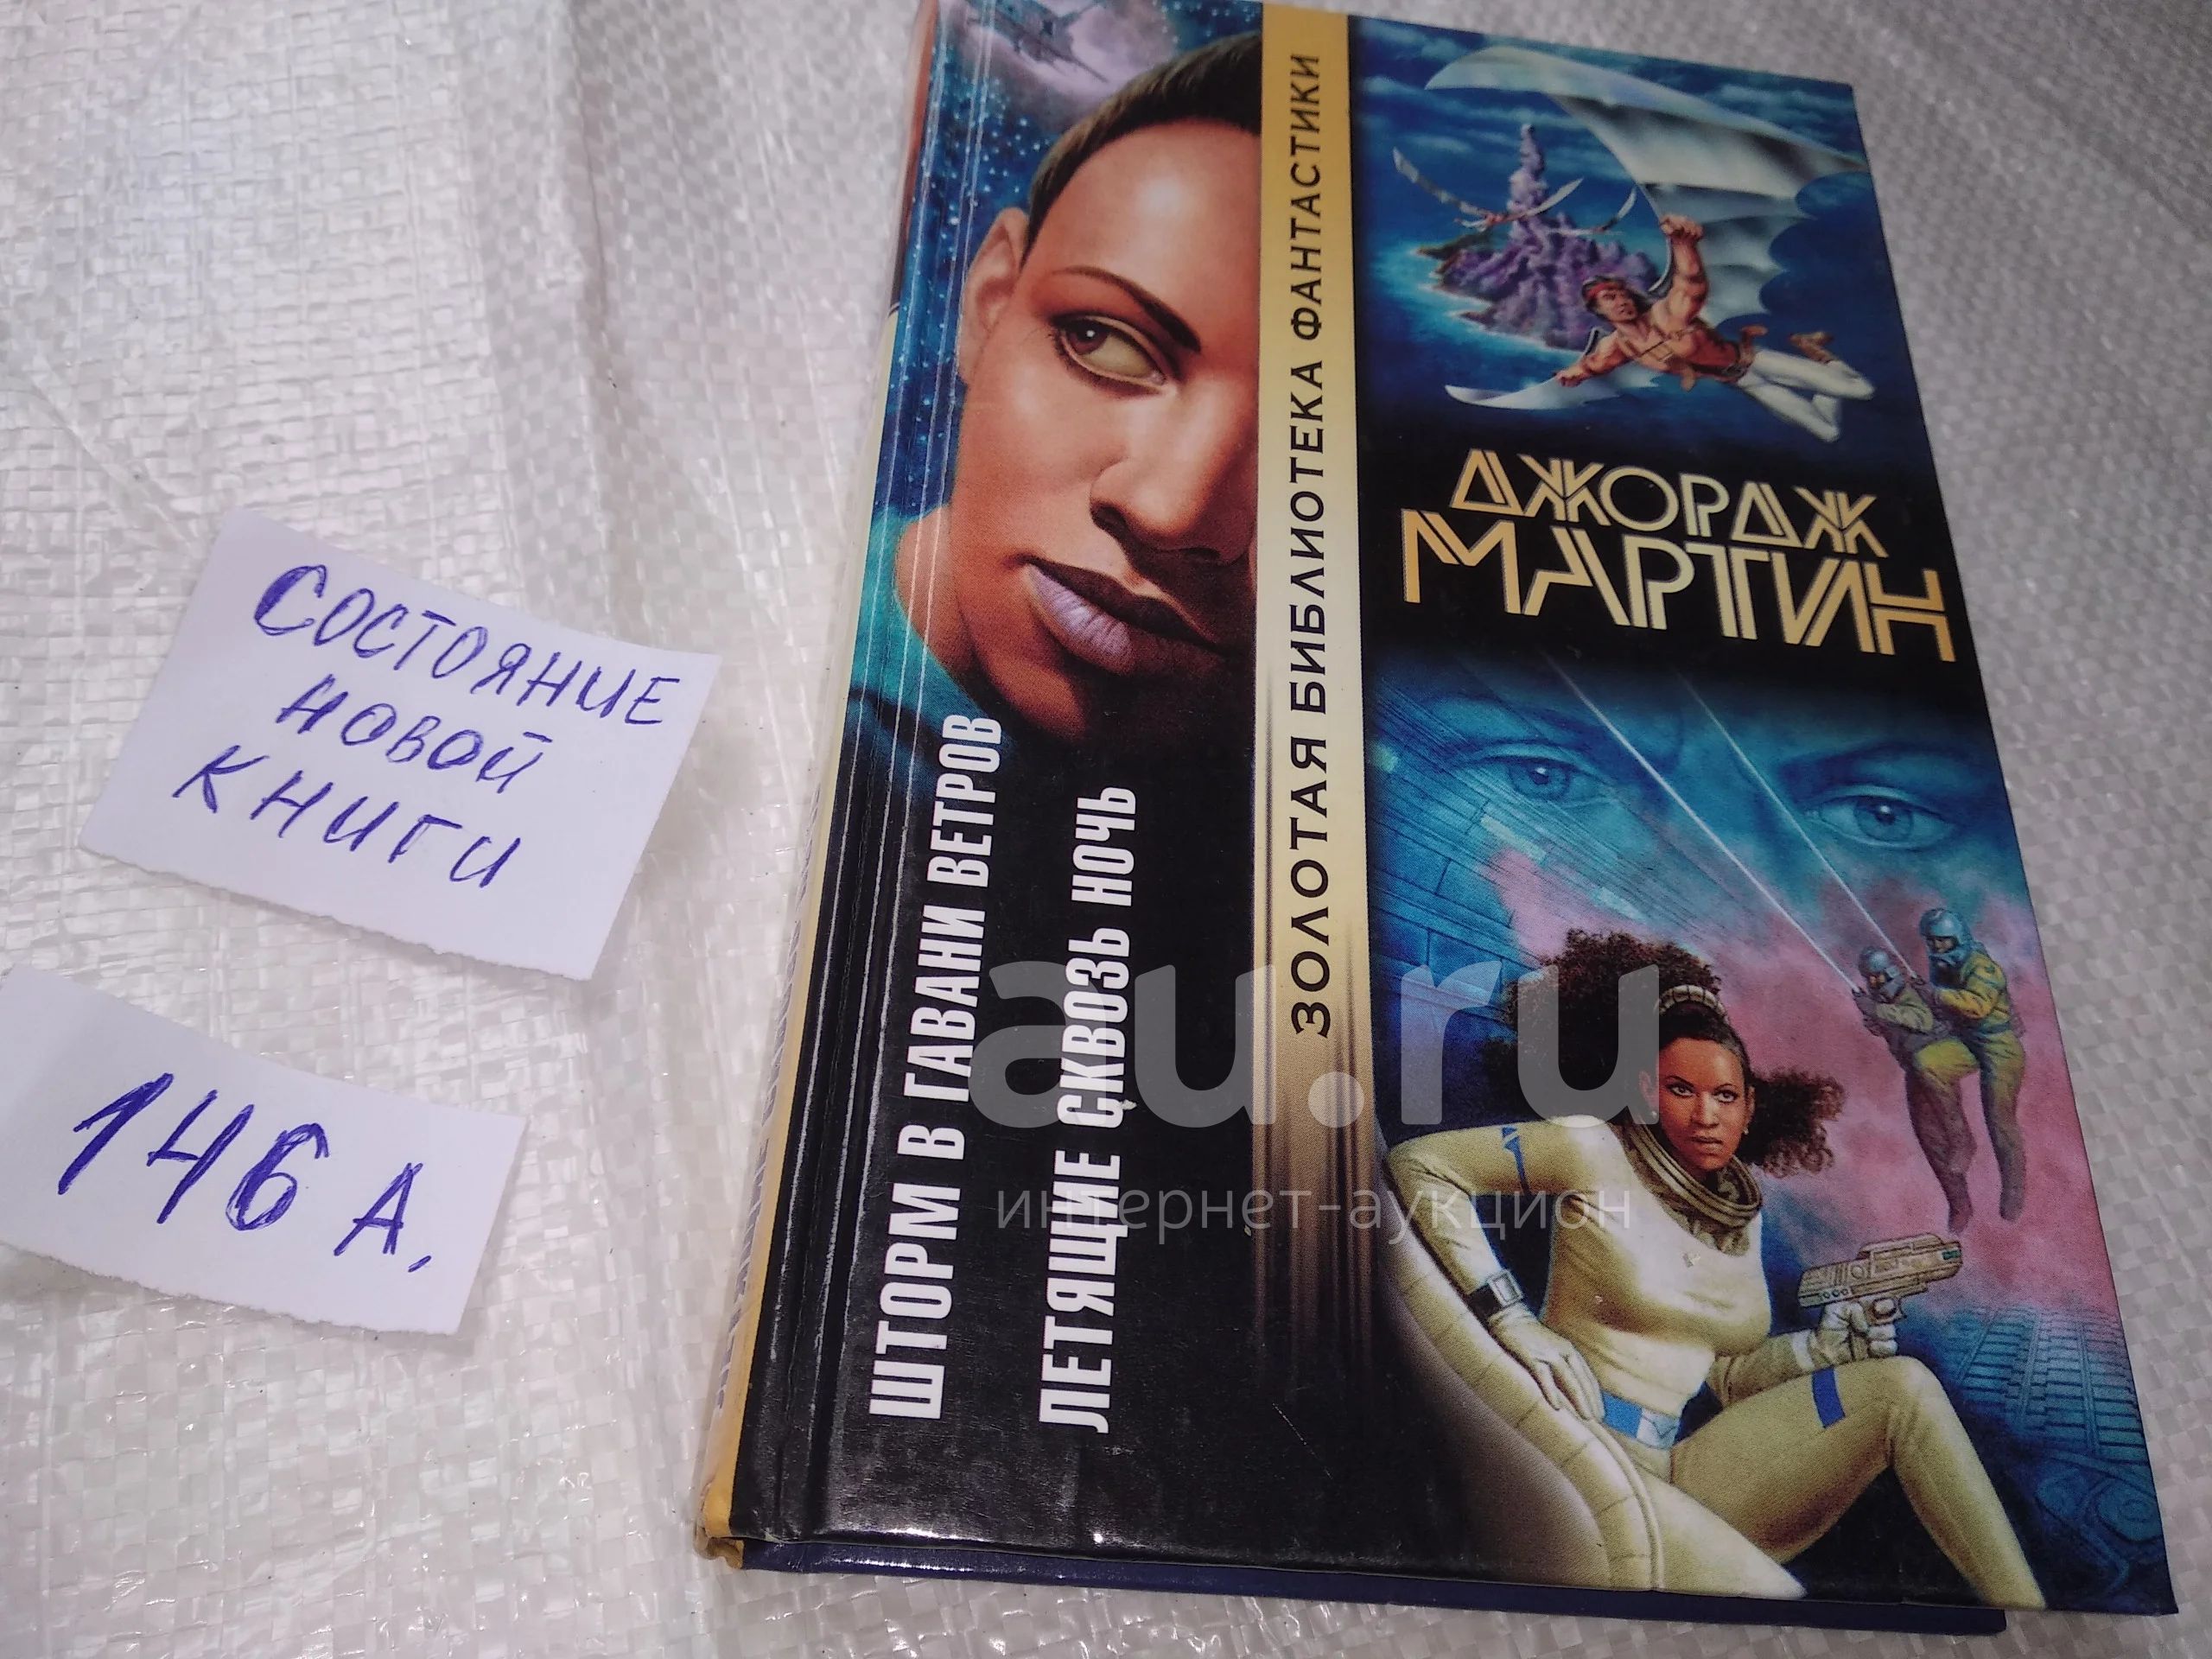 СОСТОЯНИЕ
НОВОЙ
КНИГИ
146 А.
ШТОРМ В ГАВАНИ ВЕТРОВ
ЛЕТЯЩИЕ СКВОЗЬ НОЧЬ
ЗОЛОТАЯ БИБЛИОТЕКА ФАНТАСТИКИ
ДЖОРДЖ
МАРТИН
au.ru
интернет-аукцион